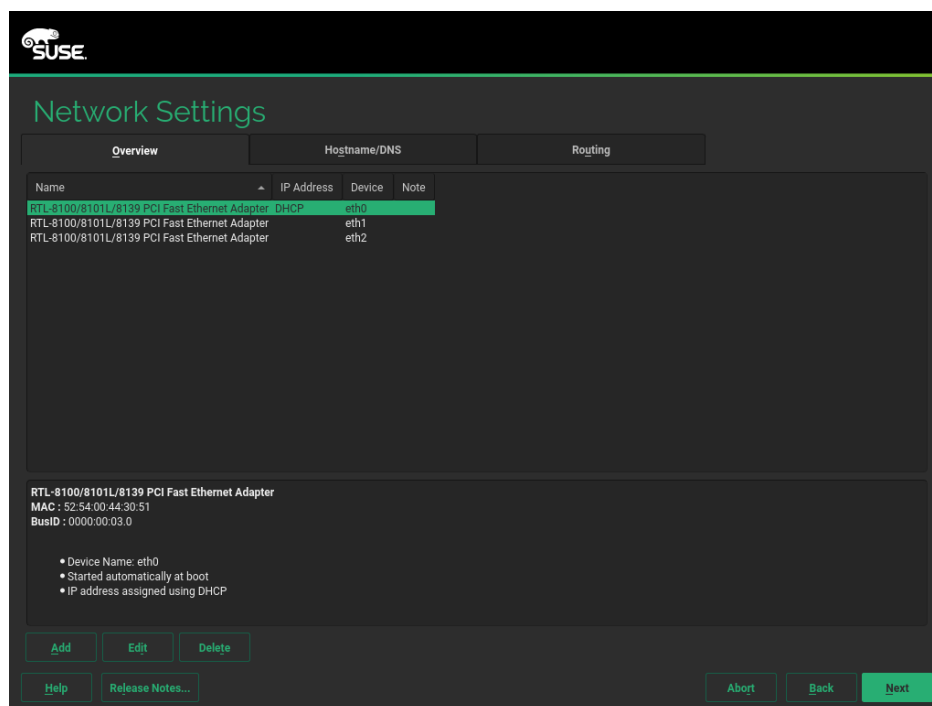 SUSE.
Network Settings
Overview Hostname/DNS Routing
Name IP Address Device Note
RTL-8100/8101L/8139 PCI Fast Ethernet Adapter DHCP eth0
RTL-8100/8101L/8139 PCI Fast Ethernet Adapter eth1
RTL-8100/8101L/8139 PCI Fast Ethernet Adapter eth2
RTL-8100/8101L/8139 PCI Fast Ethernet Adapter
MAC : 52:54:00:44:30:51
BusID : 0000:00:03.0
• Device Name: eth0
• Started automatically at boot
• IP address assigned using DHCP
Add Edit Delete
Help Release Notes... Abort Back Next